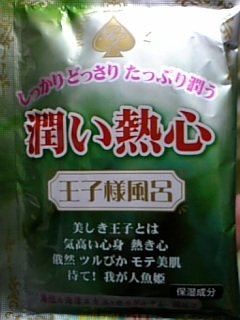 しっかりどっさり たっぷり潤う
潤い熱心
王子様風呂
美しき王子とは
気高い心身 熱き心
俄然 ツルぴか モテ美肌
待て! 我が人魚姫
保湿成分